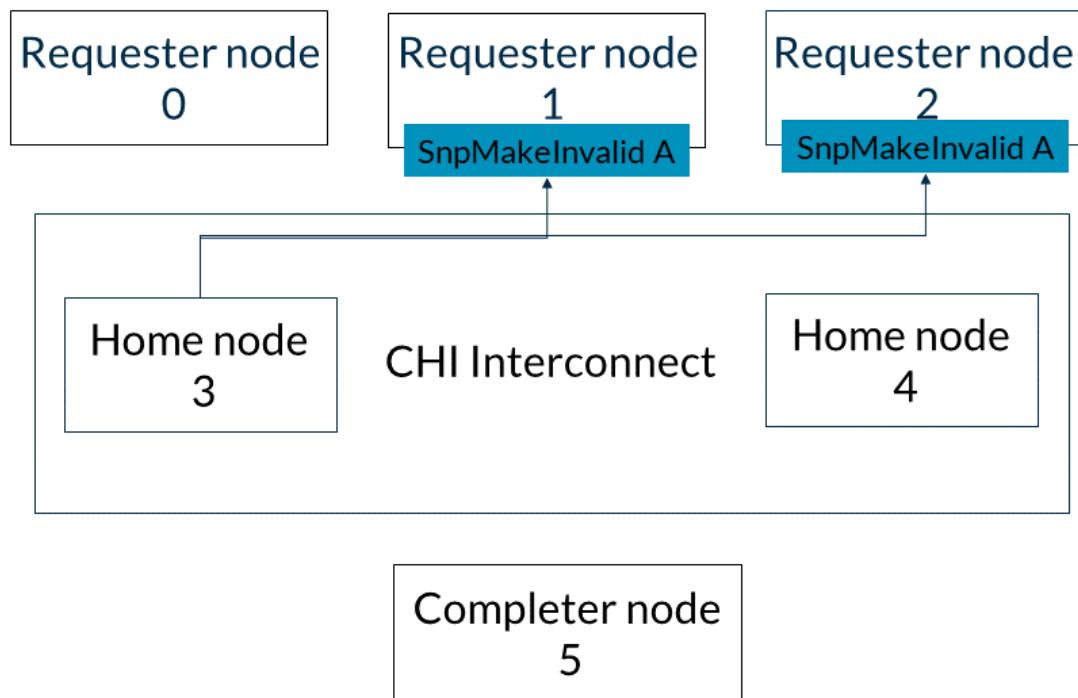 Requester node
0
Requester node
1
SnpMakeInvalid A
Requester node
2
SnpMakeInvalid A
Home node
3
CHI Interconnect
Home node
4
Completer node
5